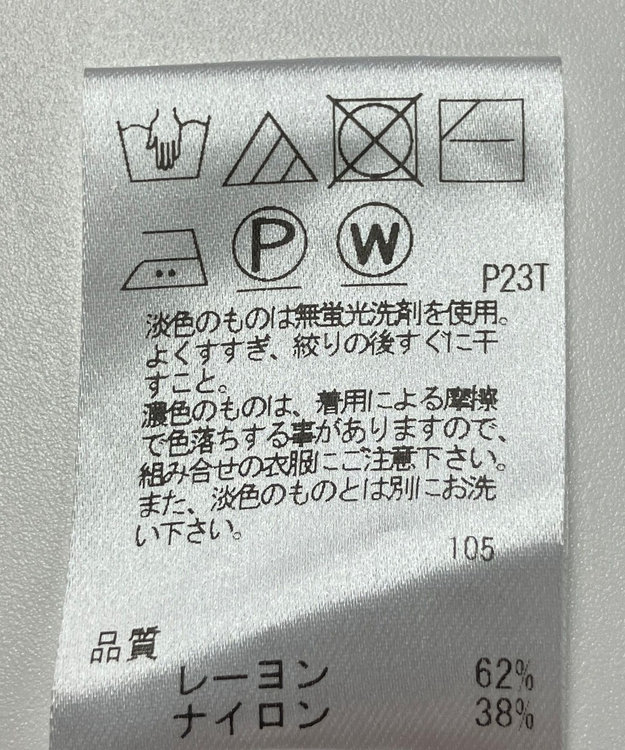 P W
P23T
淡色のものは無蛍光洗剤を使用。
よくすすぎ、絞りの後すぐに干
すこと。
濃色のものは、着用による摩擦
で色落ちする事がありますので、
組み合せの衣服にご注意下さい。
また、淡色のものとは別にお洗
い下さい。
105
品質
レーヨン 62%
ナイロン 38%